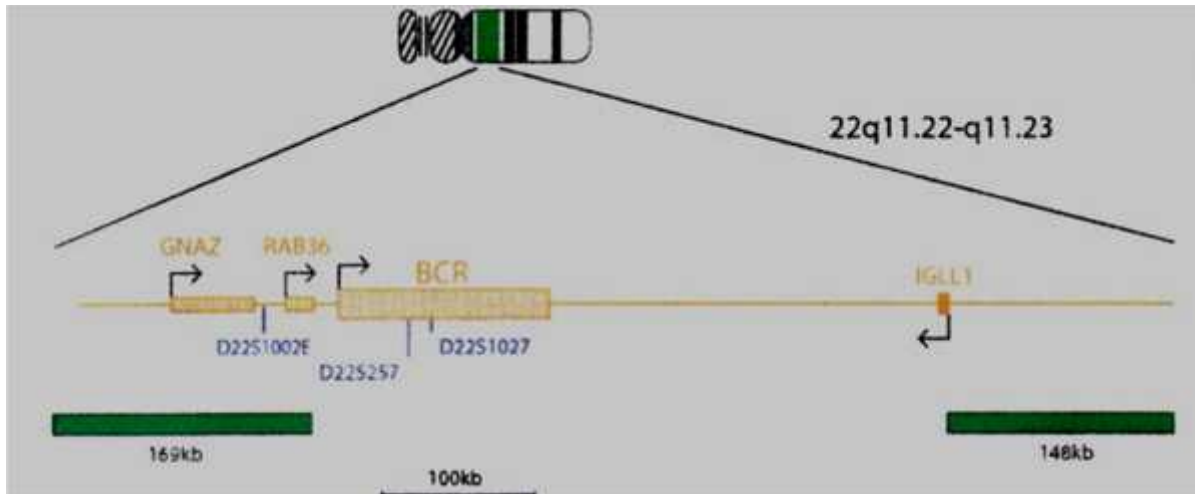 22q11.22-q11.23
GNAZ
RAB36
BCR
IGLL1
D22S1002E
D22S1027
D22S257
169kb
148kb
100kb